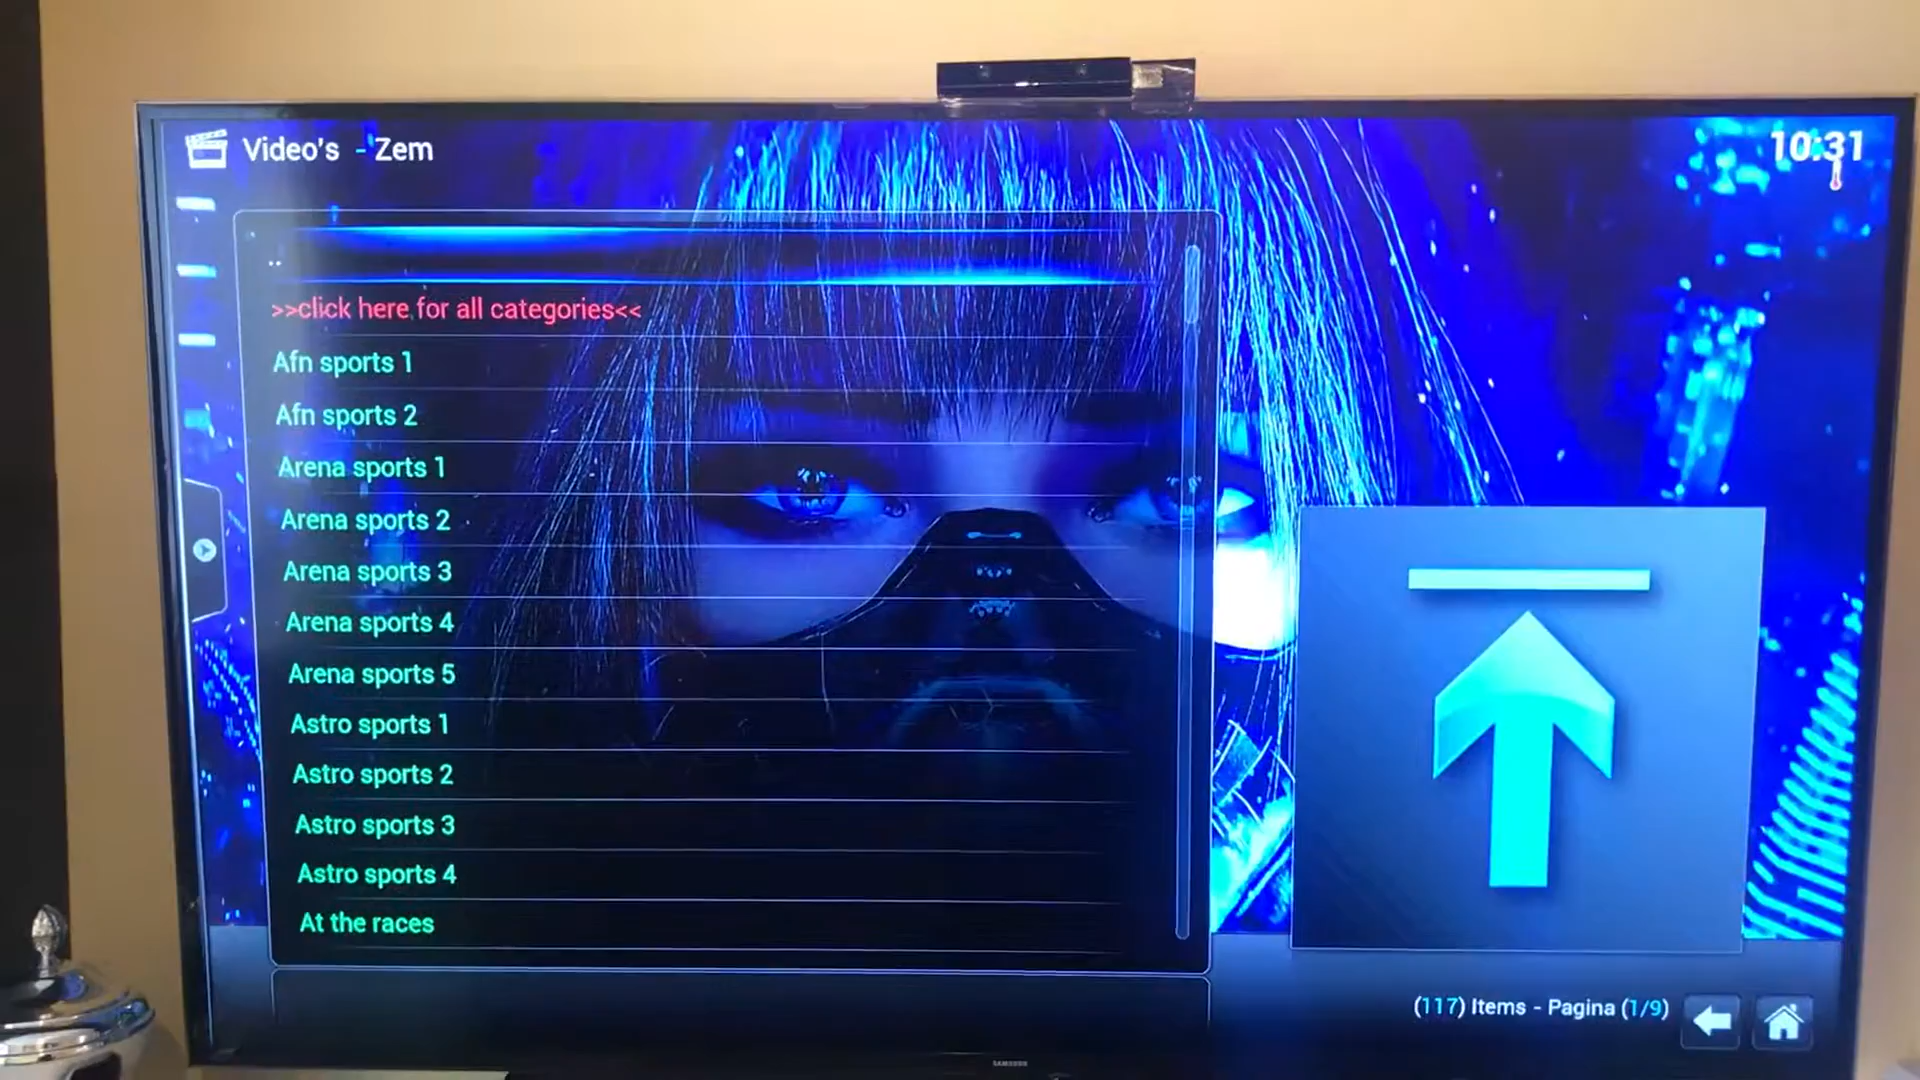 Video's - Zem
10:31
..
>>click here for all categories<<
Afn sports 1
Afn sports 2
Arena sports 1
Arena sports 2
Arena sports 3
Arena sports 4
Arena sports 5
Astro sports 1
Astro sports 2
Astro sports 3
Astro sports 4
At the races
(117) Items - Pagina (1/9)
SAMSUNG